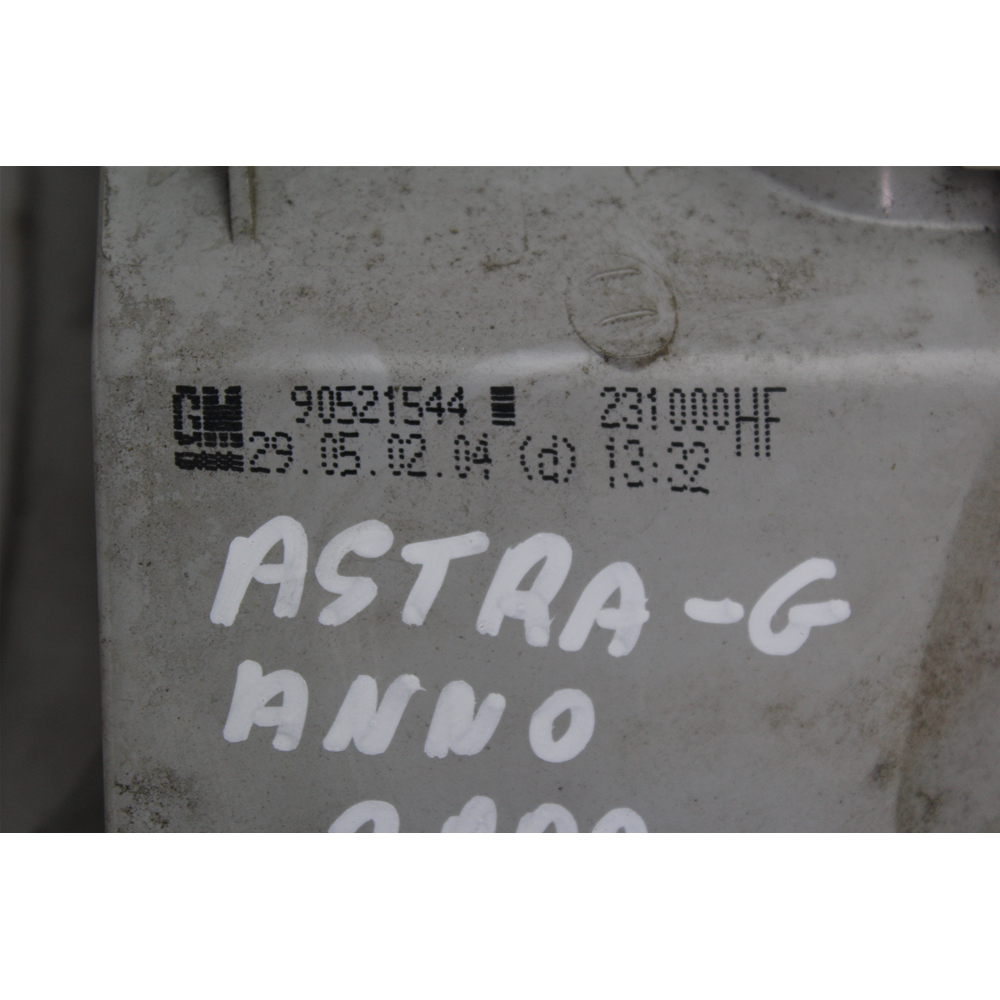 GM 90521544 231000HF
29.05.02.04 (d) 13:32
ASTRA-G
ANNO